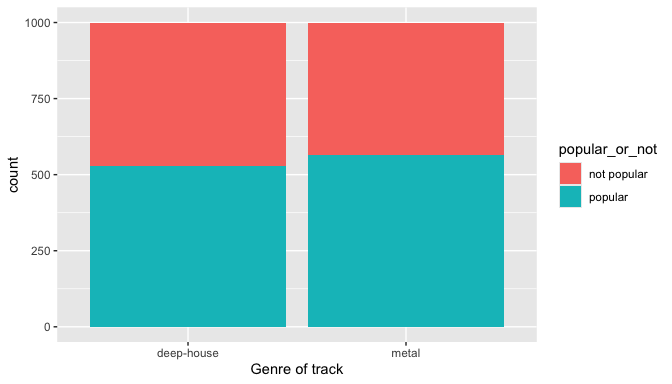 1000
750
500
250
0
count
deep-house
metal
Genre of track
popular_or_not
not popular
popular